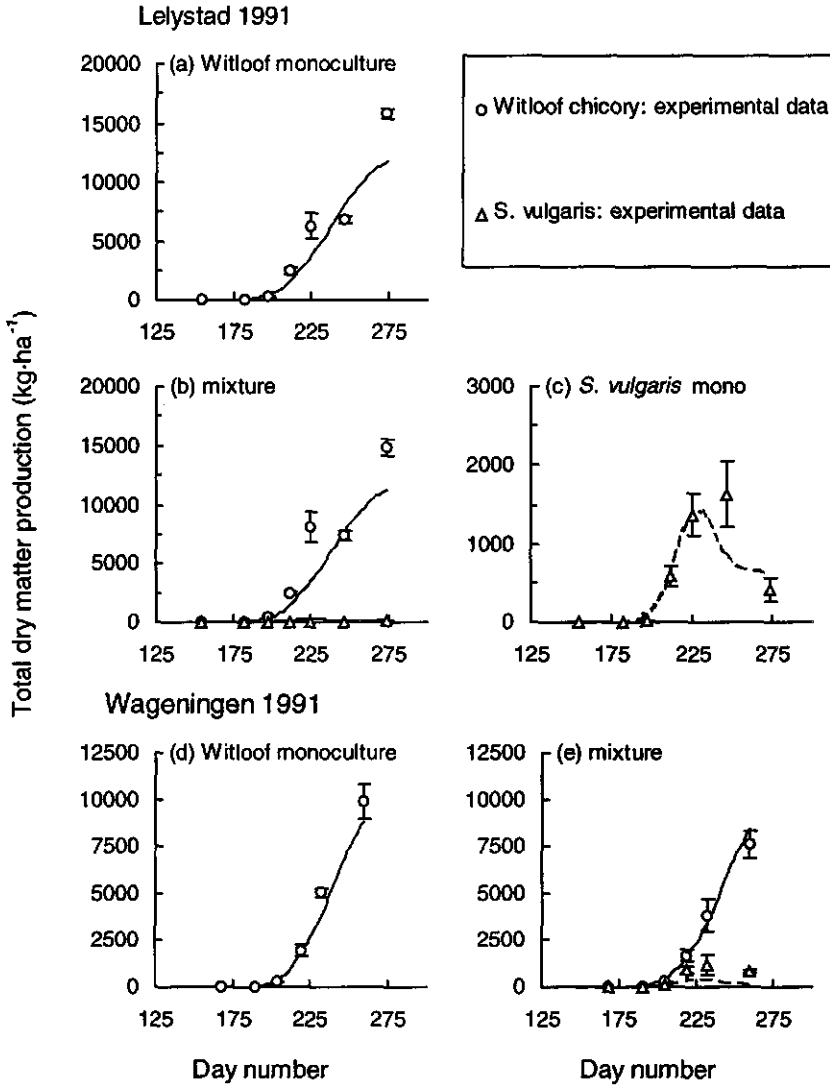 Lelystad 1991
(a) Witloof monoculture
20000
15000
10000
5000
0
125 175 225 275
Witloof chicory: experimental data
S. vulgaris: experimental data
(b) mixture
20000
15000
10000
5000
0
125 175 225 275
(c) S. vulgaris mono
3000
2000
1000
0
125 175 225 275
Total dry matter production (kg·ha⁻¹)
Wageningen 1991
(d) Witloof monoculture
12500
10000
7500
5000
2500
0
125 175 225 275
Day number
(e) mixture
12500
10000
7500
5000
2500
0
125 175 225 275
Day number